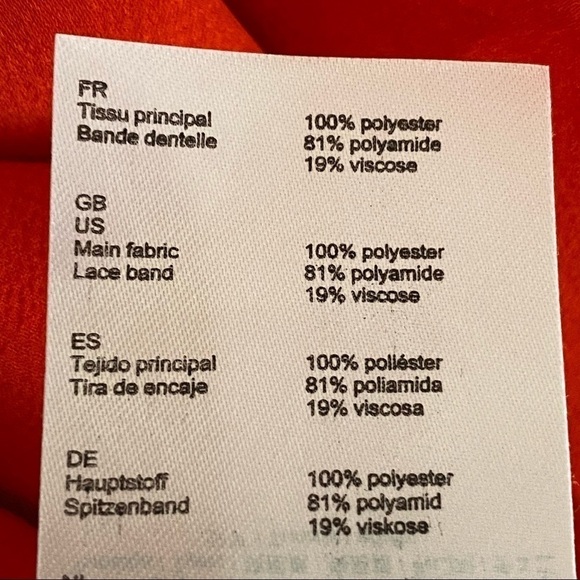 FR
Tissu principal 100% polyester
Bande dentelle 81% polyamide
19% viscose
GB
US
Main fabric 100% polyester
Lace band 81% polyamide
19% viscose
ES
Tejido principal 100% poliéster
Tira de encaje 81% poliamida
19% viscosa
DE
Hauptstoff 100% polyester
Spitzenband 81% polyamid
19% viskose